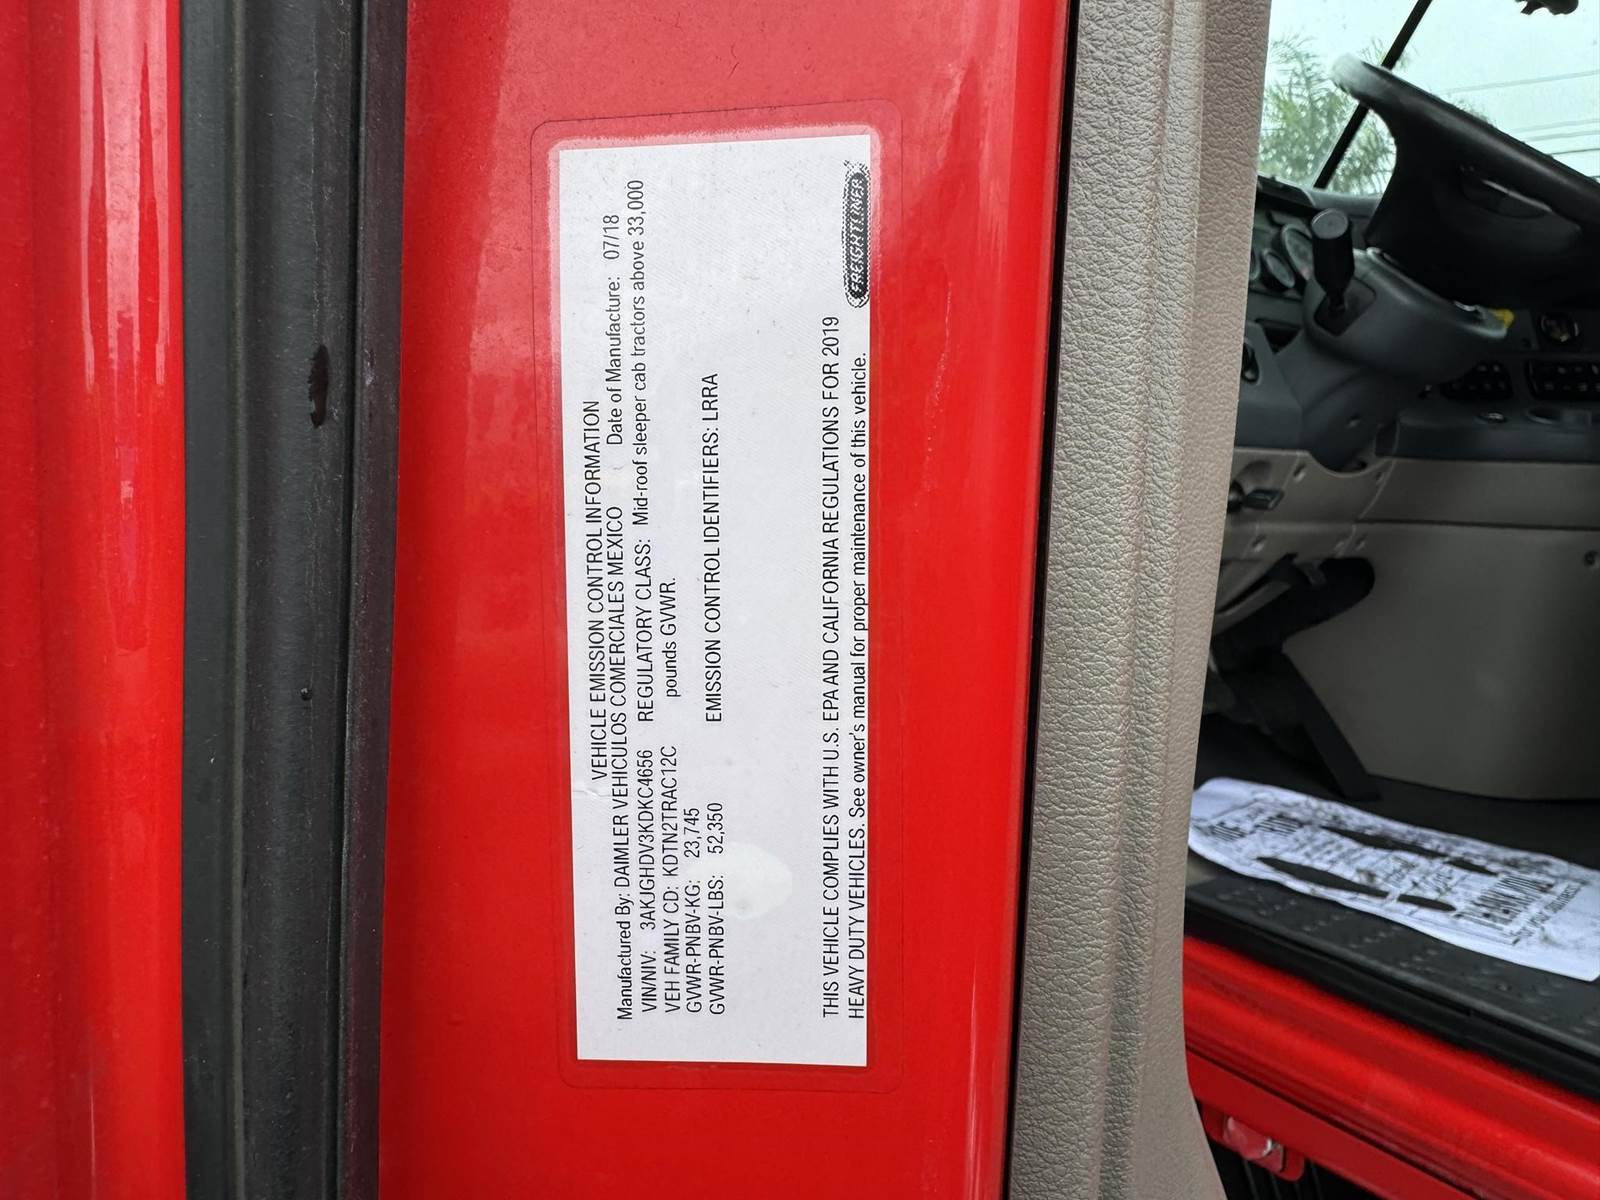 VEHICLE EMISSION CONTROL INFORMATION
Manufactured By: DAIMLER VEHICULOS COMERCIALES MEXICO Date of Manufacture: 07/18
VIN/NIV: 3AKJGHDV3KDKC4656 REGULATORY CLASS: Mid-roof sleeper cab tractors above 33,000
VEH FAMILY CD: KDTN2TRAC12C pounds GVWR.
GVWR-PNBV-KG: 23,745
GVWR-PNBV-LBS: 52,350 EMISSION CONTROL IDENTIFIERS: LRRA
THIS VEHICLE COMPLIES WITH U.S. EPA AND CALIFORNIA REGULATIONS FOR 2019
HEAVY DUTY VEHICLES. See owner's manual for proper maintenance of this vehicle.
FREIGHTLINER
THANK YOU